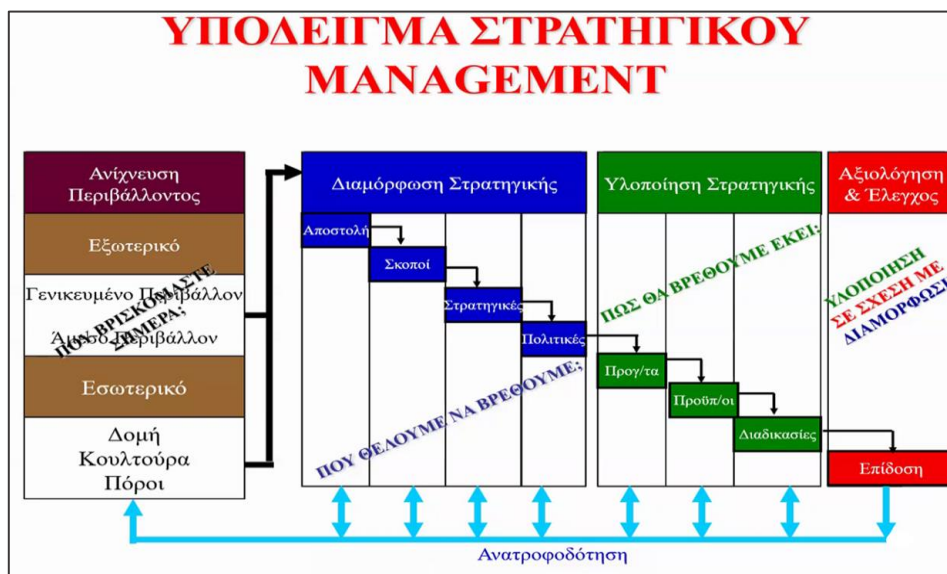 ΥΠΟΔΕΙΓΜΑ ΣΤΡΑΤΗΓΙΚΟΥ
MANAGEMENT
Ανίχνευση
Περιβάλλοντος
Εξωτερικό
Γενικευμένο Περιβάλλον
Άμεσο Περιβάλλον
ΠΟΥ ΒΡΙΣΚΟΜΑΣΤΕ
ΣΗΜΕΡΑ;
Εσωτερικό
Δομή
Κουλτούρα
Πόροι
Διαμόρφωση Στρατηγικής
Αποστολή
Σκοποί
Στρατηγικές
Πολιτικές
ΠΟΥ ΘΕΛΟΥΜΕ ΝΑ ΒΡΕΘΟΥΜΕ;
Υλοποίηση Στρατηγικής
ΠΩΣ ΘΑ ΒΡΕΘΟΥΜΕ ΕΚΕΙ;
Προγ/τα
Προϋπ/οι
Διαδικασίες
Αξιολόγηση
& Έλεγχος
ΥΛΟΠΟΙΗΣΗ
ΣΕ ΣΧΕΣΗ ΜΕ
ΔΙΑΜΟΡΦΩΣΗ
Επίδοση
Ανατροφοδότηση